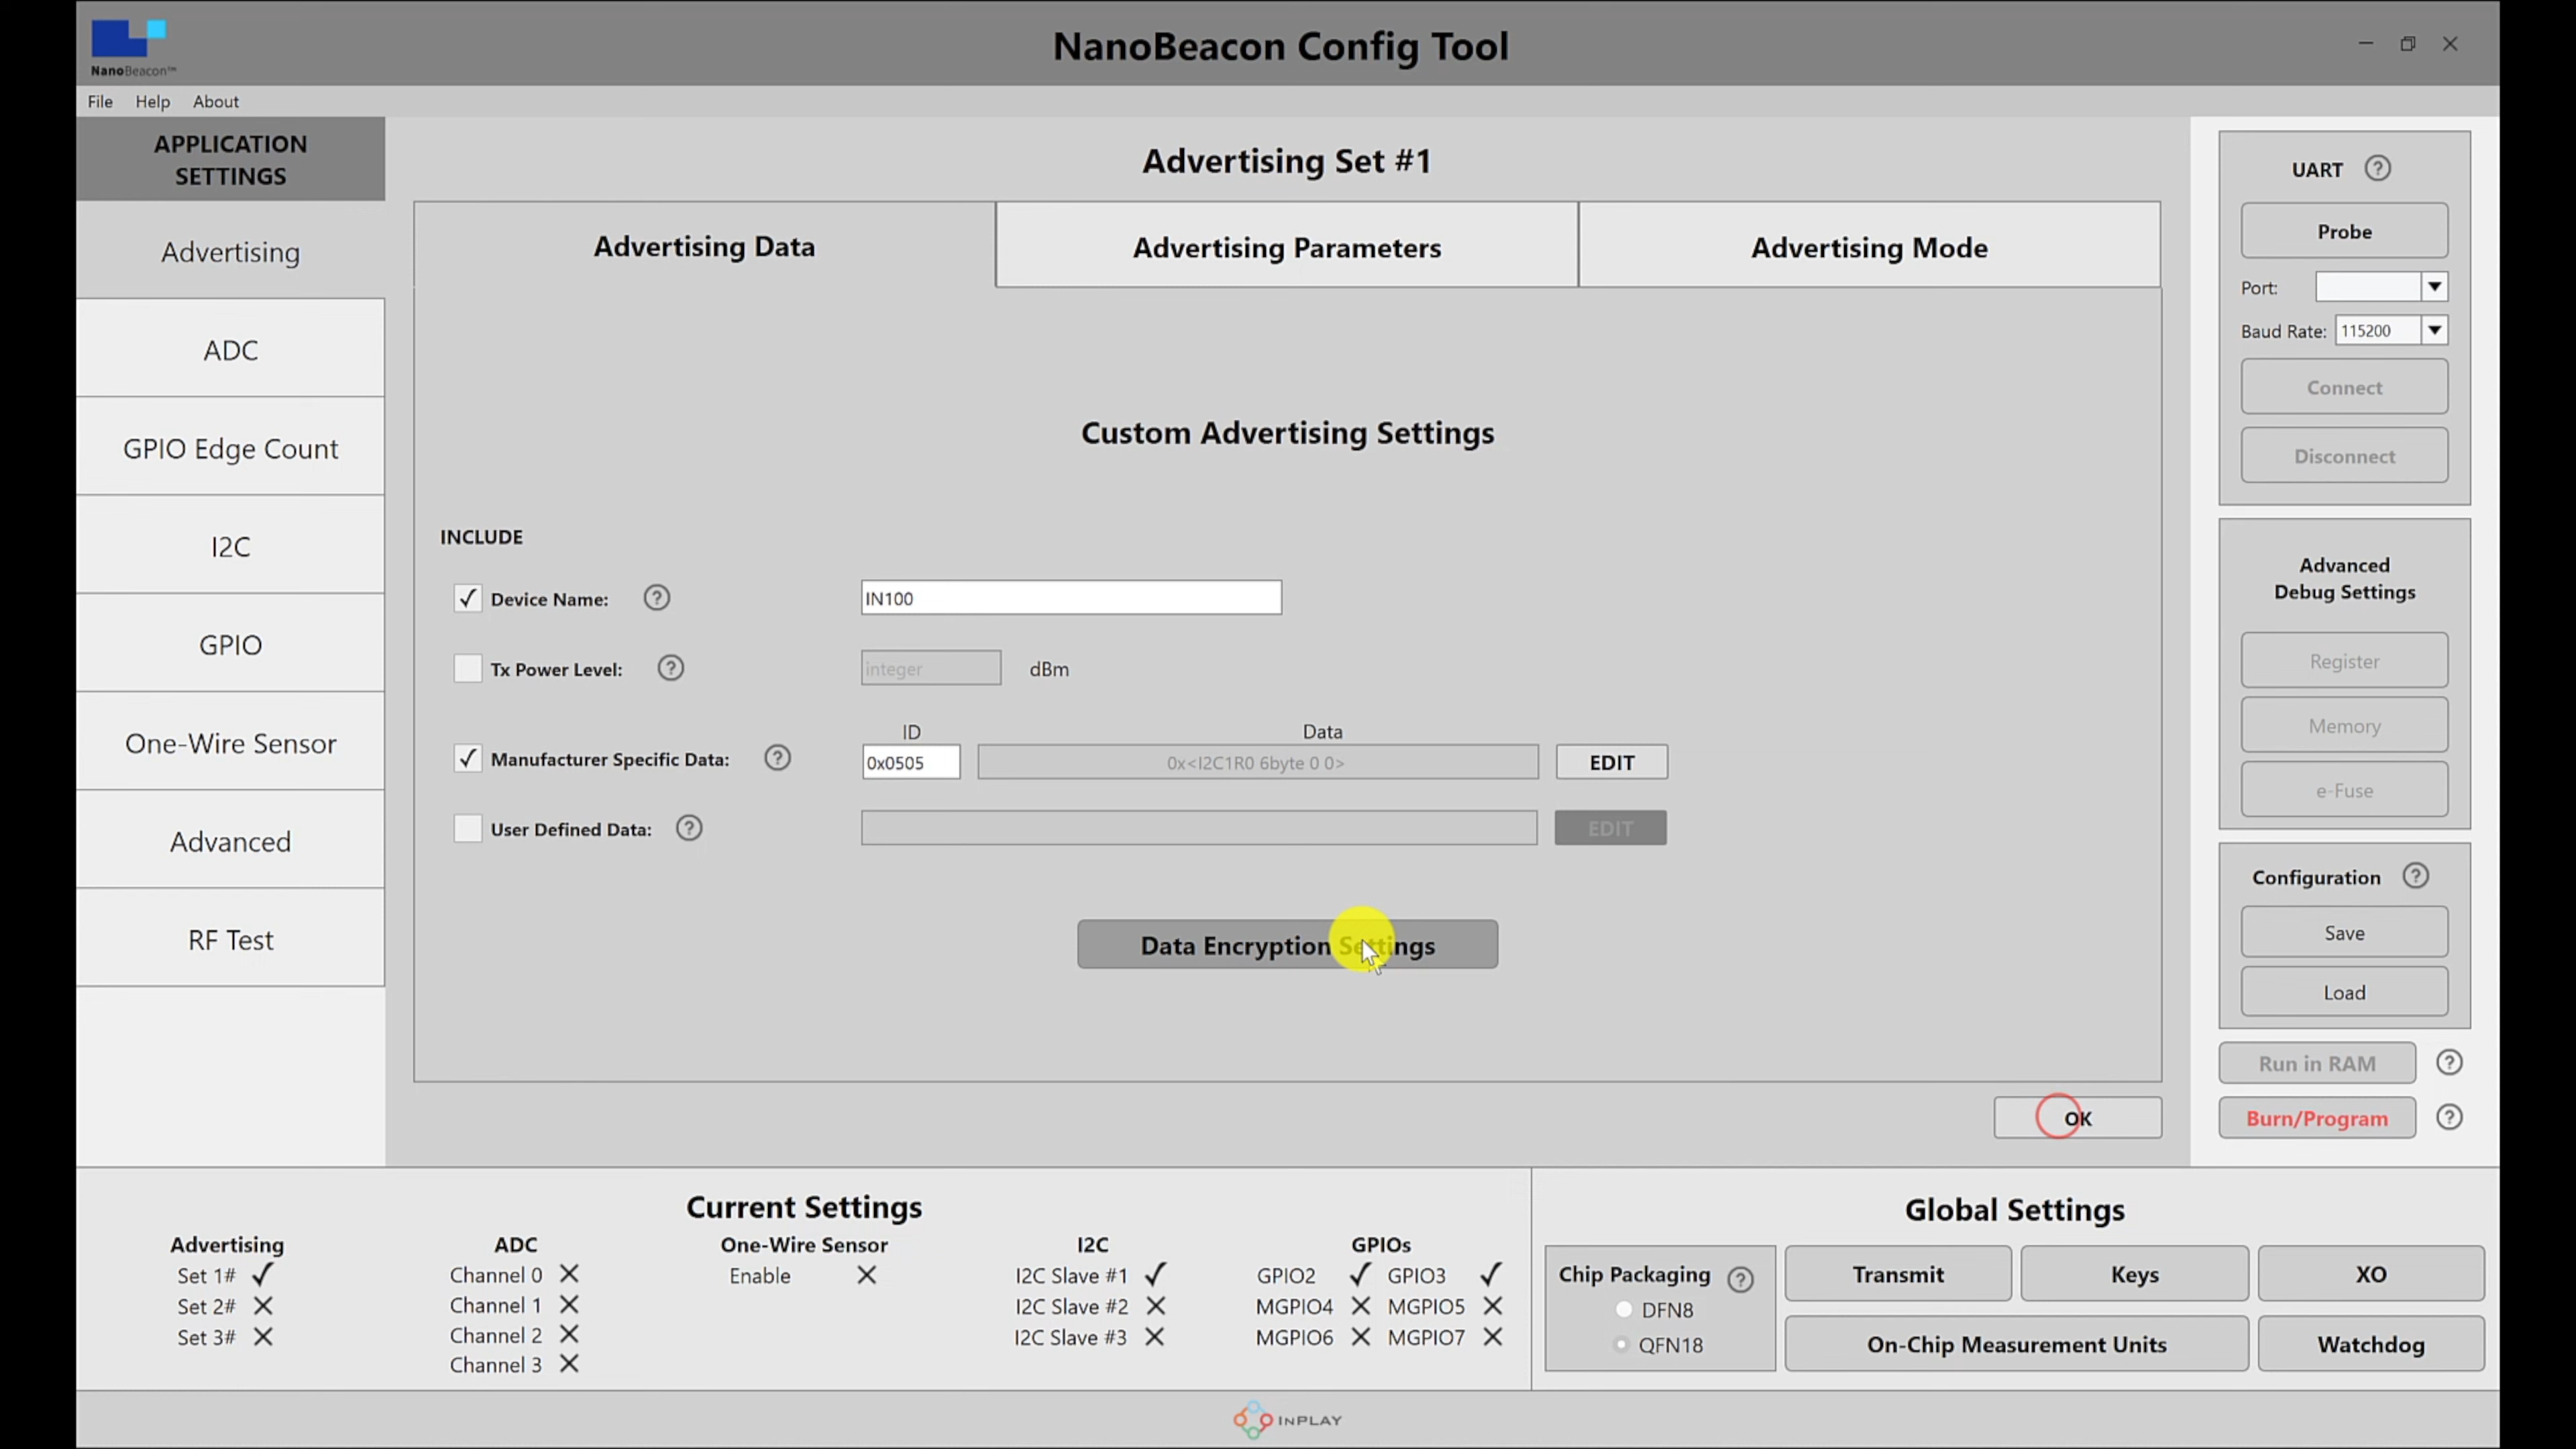 NanoBeacon™
NanoBeacon Config Tool
File Help About
APPLICATION
SETTINGS
Advertising
ADC
GPIO Edge Count
I2C
GPIO
One-Wire Sensor
Advanced
RF Test
Advertising Set #1
Advertising Data
Advertising Parameters
Advertising Mode
Custom Advertising Settings
INCLUDE
Device Name: ? IN100
Tx Power Level: ? integer dBm
ID Data
Manufacturer Specific Data: ? 0x0505 0x<I2C1R0 6byte 0 0> EDIT
User Defined Data: ? EDIT
Data Encryption Settings
OK
UART ?
Probe
Port:
Baud Rate: 115200
Connect
Disconnect
Advanced
Debug Settings
Register
Memory
e-Fuse
Configuration ?
Save
Load
Run in RAM ?
Burn/Program ?
Current Settings
Advertising
Set 1#
Set 2#
Set 3#
ADC
Channel 0
Channel 1
Channel 2
Channel 3
One-Wire Sensor
Enable
I2C
I2C Slave #1
I2C Slave #2
I2C Slave #3
GPIOs
GPIO2 GPIO3
MGPIO4 MGPIO5
MGPIO6 MGPIO7
Global Settings
Chip Packaging ?
DFN8
QFN18
Transmit
Keys
XO
On-Chip Measurement Units
Watchdog
INPLAY